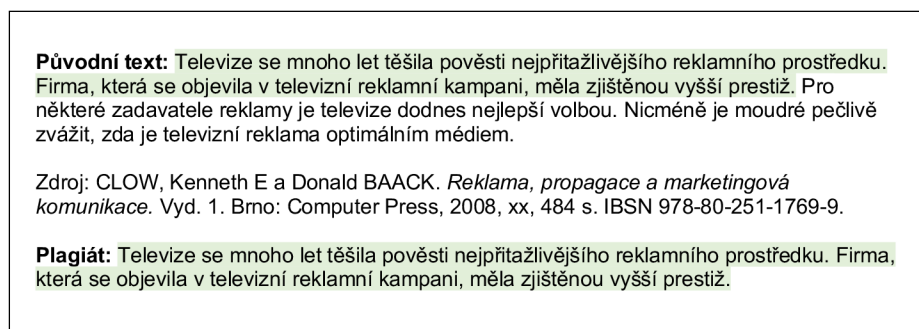 Původní text: Televize se mnoho let těšila pověsti nejpřitažlivějšího reklamního prostředku.
Firma, která se objevila v televizní reklamní kampani, měla zjištěnou vyšší prestiž. Pro
některé zadavatele reklamy je televize dodnes nejlepší volbou. Nicméně je moudré pečlivě
zvážit, zda je televizní reklama optimálním médiem.
Zdroj: CLOW, Kenneth E a Donald BAACK. Reklama, propagace a marketingová
komunikace. Vyd. 1. Brno: Computer Press, 2008, xx, 484 s. IBSN 978-80-251-1769-9.
Plagiát: Televize se mnoho let těšila pověsti nejpřitažlivějšího reklamního prostředku. Firma,
která se objevila v televizní reklamní kampani, měla zjištěnou vyšší prestiž.